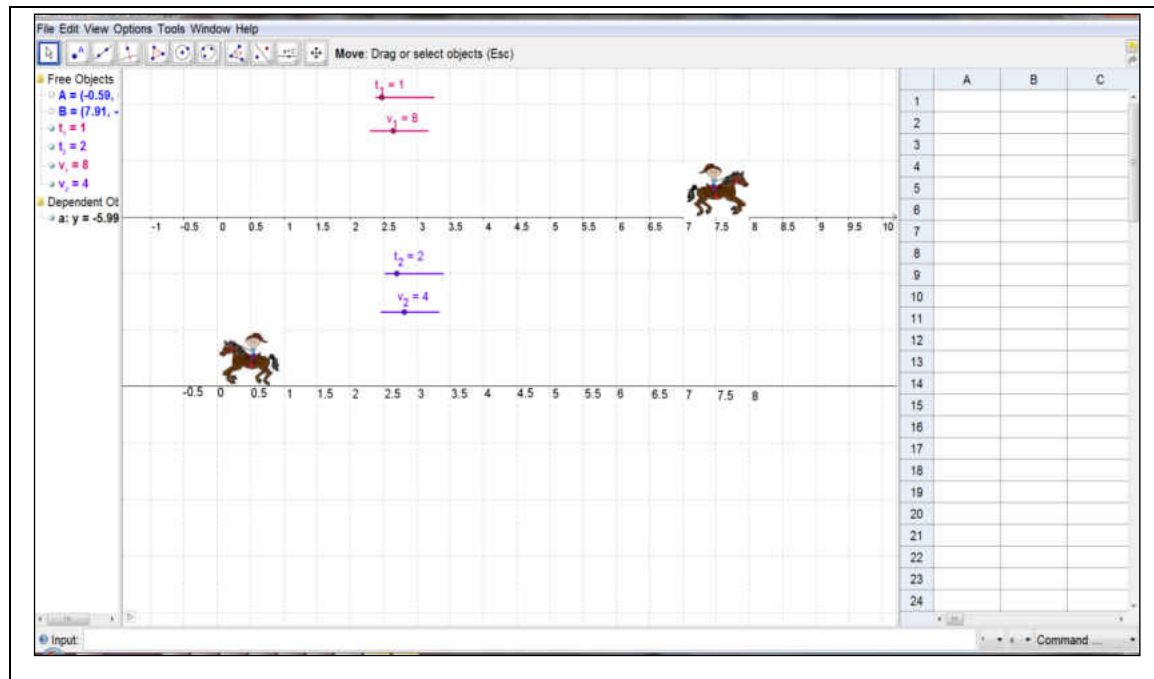 File Edit View Options Tools Window Help
Move: Drag or select objects (Esc)
Free Objects
A = (-0.59,
B = (7.91, -
t₁ = 1
t₂ = 2
v₁ = 8
v₂ = 4
Dependent Ot
a: y = -5.99
t₁ = 1
v₁ = 8
-1 -0.5 0 0.5 1 1.5 2 2.5 3 3.5 4 4.5 5 5.5 6 6.5 7 7.5 8 8.5 9 9.5 10
t₂ = 2
v₂ = 4
-0.5 0 0.5 1 1.5 2 2.5 3 3.5 4 4.5 5 5.5 6 6.5 7 7.5 8
A B C
1
2
3
4
5
6
7
8
9
10
11
12
13
14
15
16
17
18
19
20
21
22
23
24
Input:
Command ...